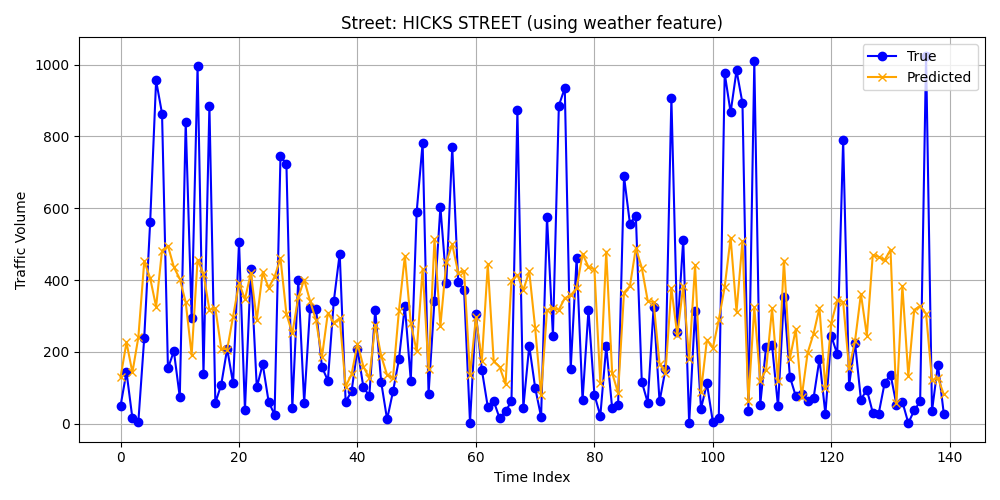 Street: HICKS STREET (using weather feature)
True
Predicted
Traffic Volume
1000
800
600
400
200
0
0 20 40 60 80 100 120 140
Time Index